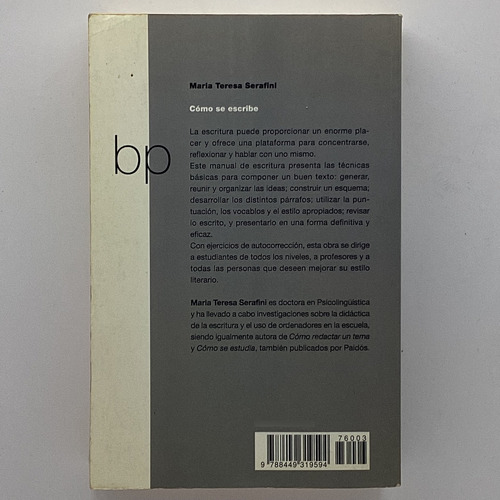 Maria Teresa Serafini
Cómo se escribe
bp
La escritura puede proporcionar un enorme pla-
cer y ofrece una plataforma para concentrarse,
reflexionar y hablar con uno mismo.
Este manual de escritura presenta las técnicas
básicas para componer un buen texto: generar,
reunir y organizar las ideas; construir un esquema;
desarrollar los distintos párrafos; utilizar la pun-
tuación, los vocablos y el estilo apropiados; revisar
lo escrito, y presentarlo en una forma definitiva y
eficaz.
Con ejercicios de autocorrección, esta obra se dirige
a estudiantes de todos los niveles, a profesores y a
todas las personas que deseen mejorar su estilo
literario.
Maria Teresa Serafini es doctora en Psicolingüística
y ha llevado a cabo investigaciones sobre la didáctica
de la escritura y el uso de ordenadores en la escuela,
siendo igualmente autora de Cómo redactar un tema
y Cómo se estudia, también publicados por Paidós.
76003
9 788449 319594